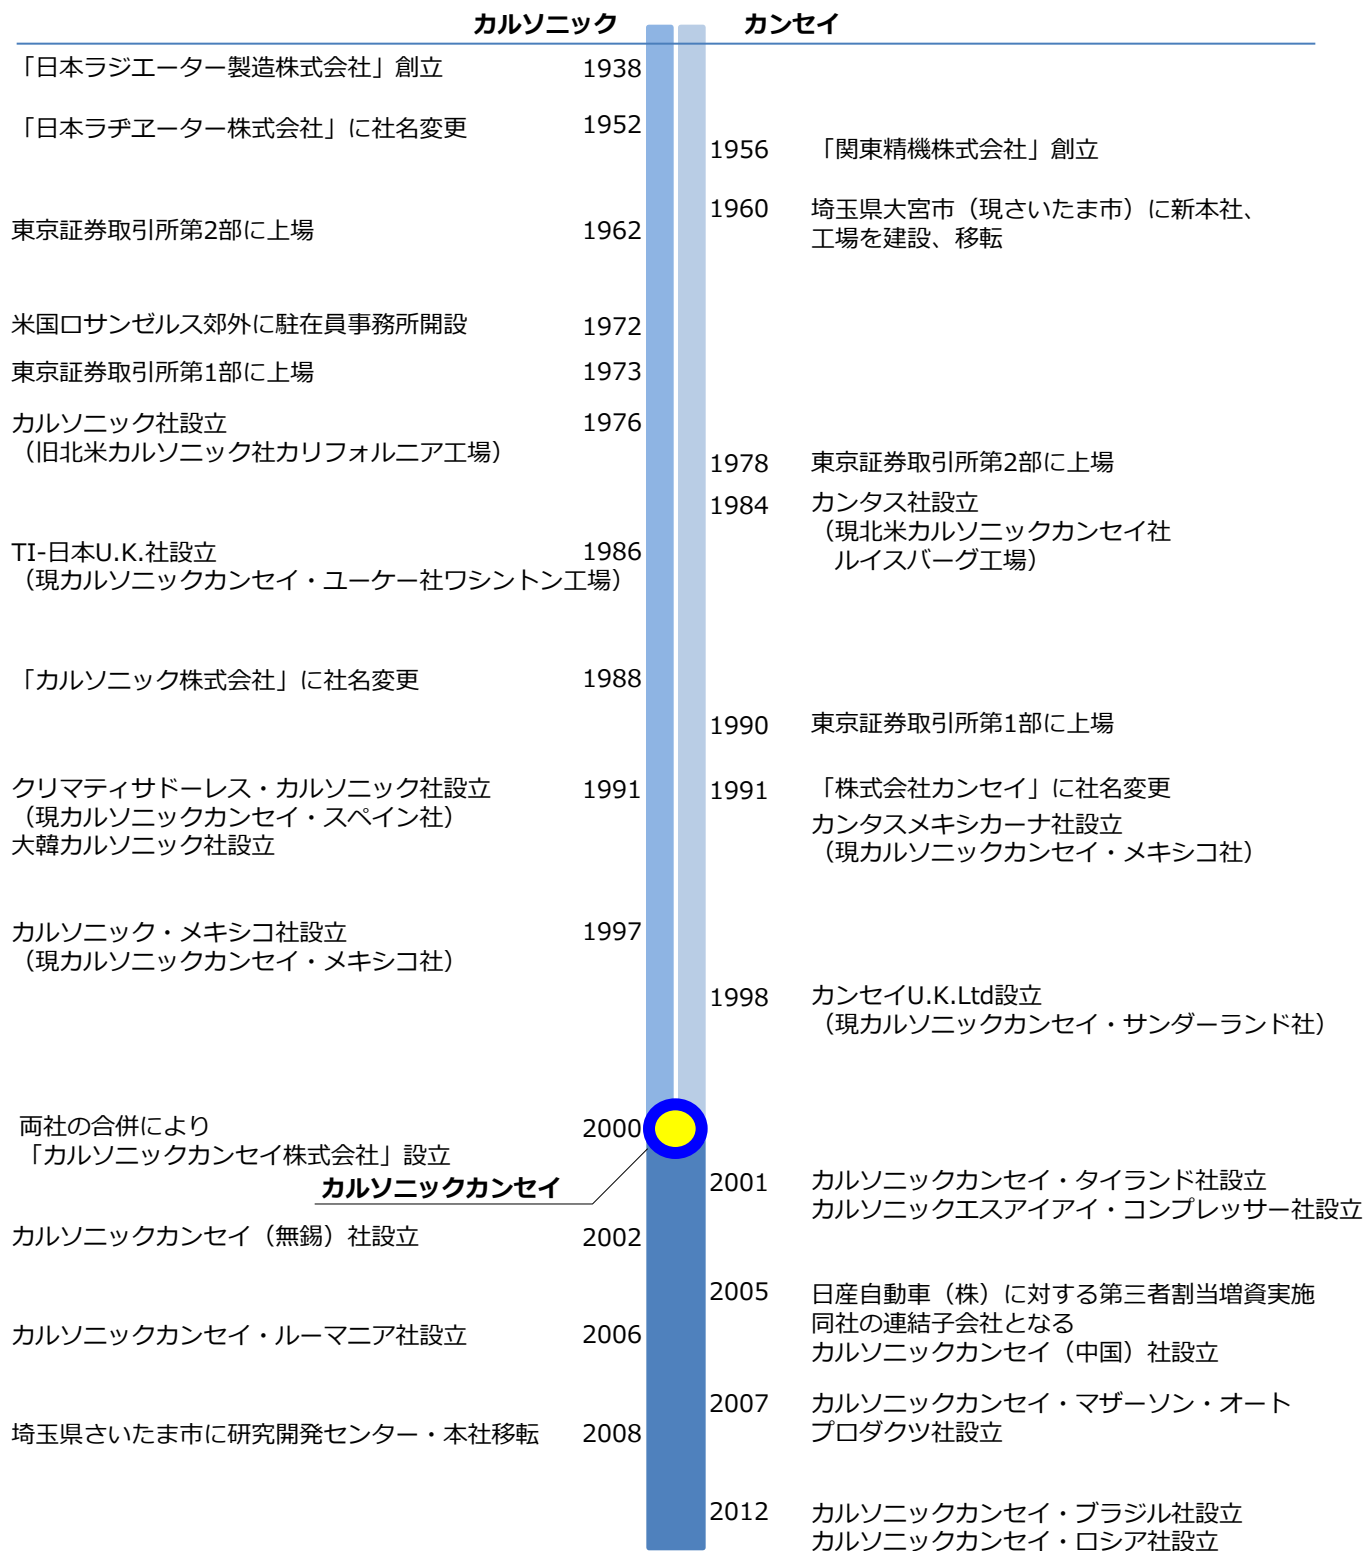 カルソニック
カンセイ
「日本ラジエーター製造株式会社」創立 1938
「日本ラヂヱーター株式会社」に社名変更 1952
1956 「関東精機株式会社」創立
1960 埼玉県大宮市（現さいたま市）に新本社、
工場を建設、移転
東京証券取引所第2部に上場 1962
米国ロサンゼルス郊外に駐在員事務所開設 1972
東京証券取引所第1部に上場 1973
カルソニック社設立 1976
（旧北米カルソニック社カリフォルニア工場）
1978 東京証券取引所第2部に上場
1984 カンタス社設立
（現北米カルソニックカンセイ社
ルイスバーグ工場）
TI-日本U.K.社設立 1986
（現カルソニックカンセイ・ユーケー社ワシントン工場）
「カルソニック株式会社」に社名変更 1988
1990 東京証券取引所第1部に上場
クリマティサドーレス・カルソニック社設立 1991
（現カルソニックカンセイ・スペイン社）
大韓カルソニック社設立
1991 「株式会社カンセイ」に社名変更
カンタスメキシカーナ社設立
（現カルソニックカンセイ・メキシコ社）
カルソニック・メキシコ社設立 1997
（現カルソニックカンセイ・メキシコ社）
1998 カンセイU.K.Ltd設立
（現カルソニックカンセイ・サンダーランド社）
両社の合併により 2000
「カルソニックカンセイ株式会社」設立
カルソニックカンセイ
2001 カルソニックカンセイ・タイランド社設立
カルソニックエスアイアイ・コンプレッサー社設立
カルソニックカンセイ（無錫）社設立 2002
2005 日産自動車（株）に対する第三者割当増資実施
同社の連結子会社となる
カルソニックカンセイ（中国）社設立
カルソニックカンセイ・ルーマニア社設立 2006
2007 カルソニックカンセイ・マザーソン・オート
プロダクツ社設立
埼玉県さいたま市に研究開発センター・本社移転 2008
2012 カルソニックカンセイ・ブラジル社設立
カルソニックカンセイ・ロシア社設立